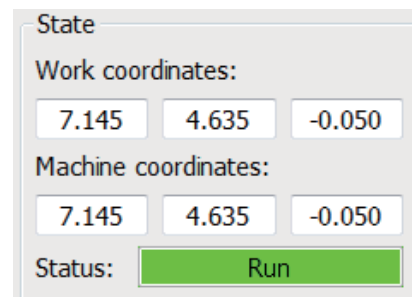 State
Work coordinates:
7.145 4.635 -0.050
Machine coordinates:
7.145 4.635 -0.050
Status: Run